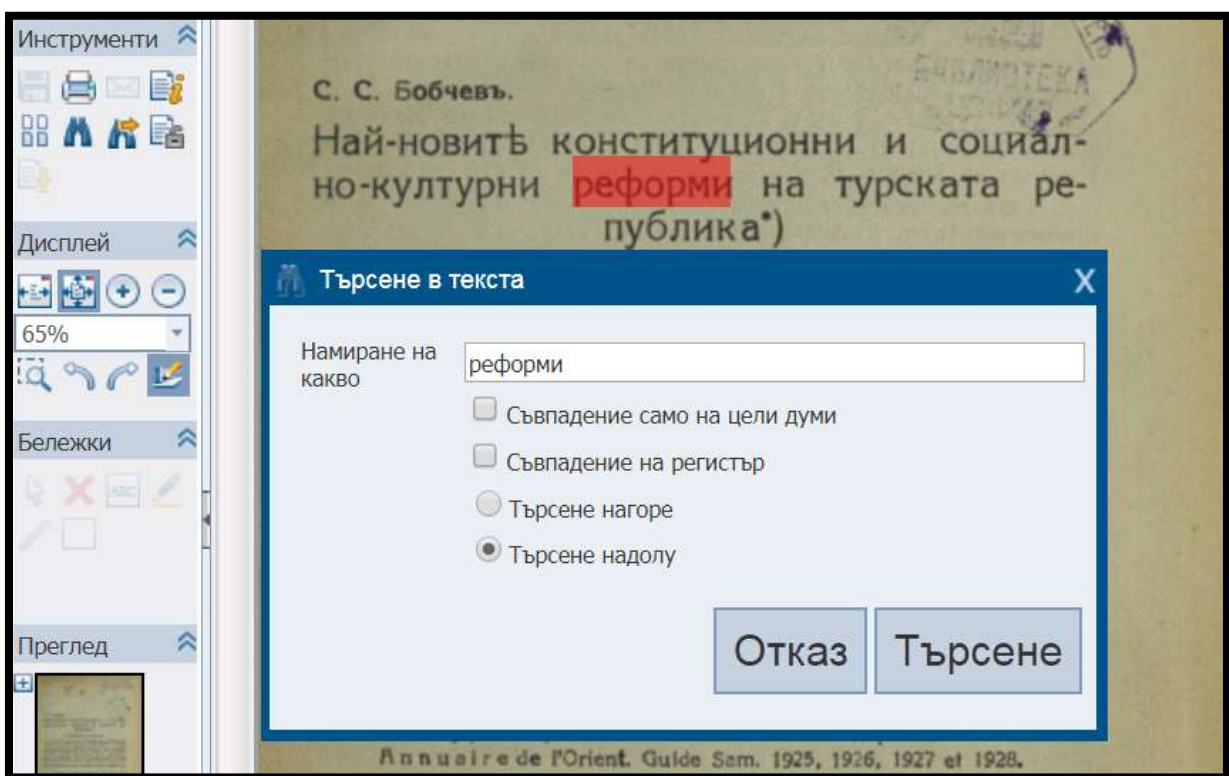 Инструменти
Дисплей
65%
Бележки
ABC
Преглед
БИБЛИОТЕКА
С. С. Бобчевъ.
Най-новитѣ конституционни и социал-
но-културни реформи на турската ре-
публика*)
Търсене в текста
X
Намиране на
какво
реформи
Съвпадение само на цели думи
Съвпадение на регистър
Търсене нагоре
Търсене надолу
Отказ
Търсене
Annuaire de l'Orient. Guide Sam. 1925, 1926, 1927 et 1928.